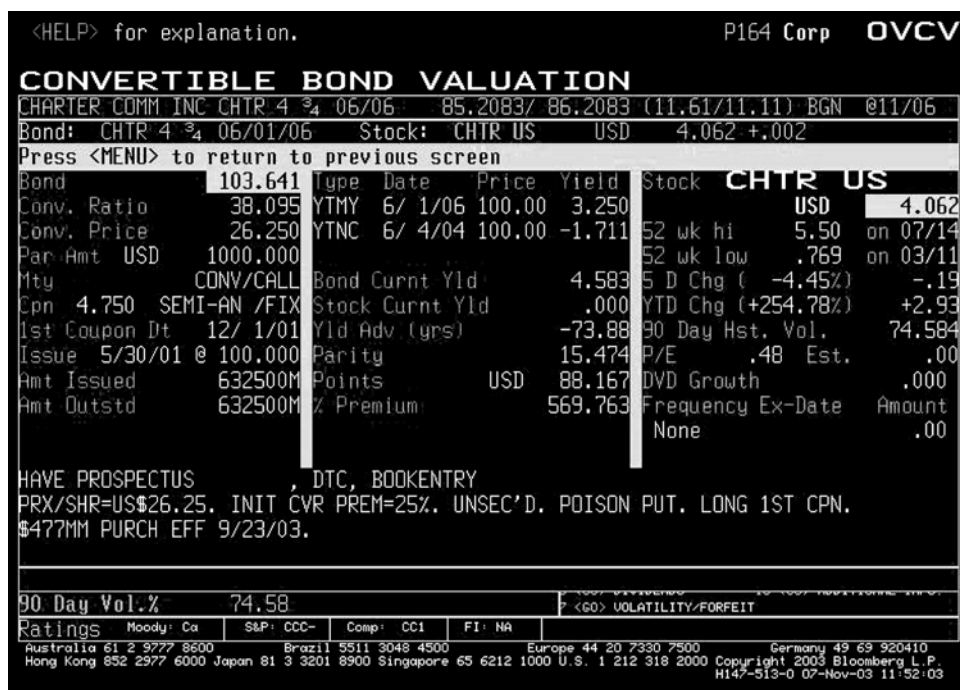 <HELP> for explanation. P164 Corp OVCV
CONVERTIBLE BOND VALUATION
CHARTER COMM INC CHTR 4 ¾ 06/06 85.2083/ 86.2083 (11.61/11.11) BGN @11/06
Bond: CHTR 4 ¾ 06/01/06 Stock: CHTR US USD 4.062 +.002
Press <MENU> to return to previous screen
Bond 103.641 Type Date Price Yield Stock CHTR US
Conv. Ratio 38.095 YTMY 6/ 1/06 100.00 3.250 USD 4.062
Conv. Price 26.250 YTNC 6/ 4/04 100.00 -1.711 52 wk hi 5.50 on 07/14
Par Amt USD 1000.000 52 wk low .769 on 03/11
Mty CONV/CALL Bond Curnt Yld 4.583 5 D Chg ( -4.45%) -.19
Cpn 4.750 SEMI-AN /FIX Stock Curnt Yld .000 YTD Chg (+254.78%) +2.93
1st Coupon Dt 12/ 1/01 Yld Adv (yrs) -73.88 90 Day Hst. Vol. 74.584
Issue 5/30/01 @ 100.000 Parity 15.474 P/E .48 Est. .00
Amt Issued 632500M Points USD 88.167 DVD Growth .000
Amt Outstd 632500M % Premium 569.763 Frequency Ex-Date Amount
None .00
HAVE PROSPECTUS , DTC, BOOKENTRY
PRX/SHR=US$26.25. INIT CVR PREM=25%. UNSEC'D. POISON PUT. LONG 1ST CPN.
$477MM PURCH EFF 9/23/03.
90 Day Vol.% 74.58
7 <GO> VOLATILITY/FORFEIT
Ratings Moody: Ca S&P: CCC- Comp: CC1 FI: NA
Australia 61 2 9777 8600 Brazil 5511 3048 4500 Europe 44 20 7330 7500 Germany 49 69 920410
Hong Kong 852 2977 6000 Japan 81 3 3201 8900 Singapore 65 6212 1000 U.S. 1 212 318 2000 Copyright 2003 Bloomberg L.P.
H147-513-0 07-Nov-03 11:52:03